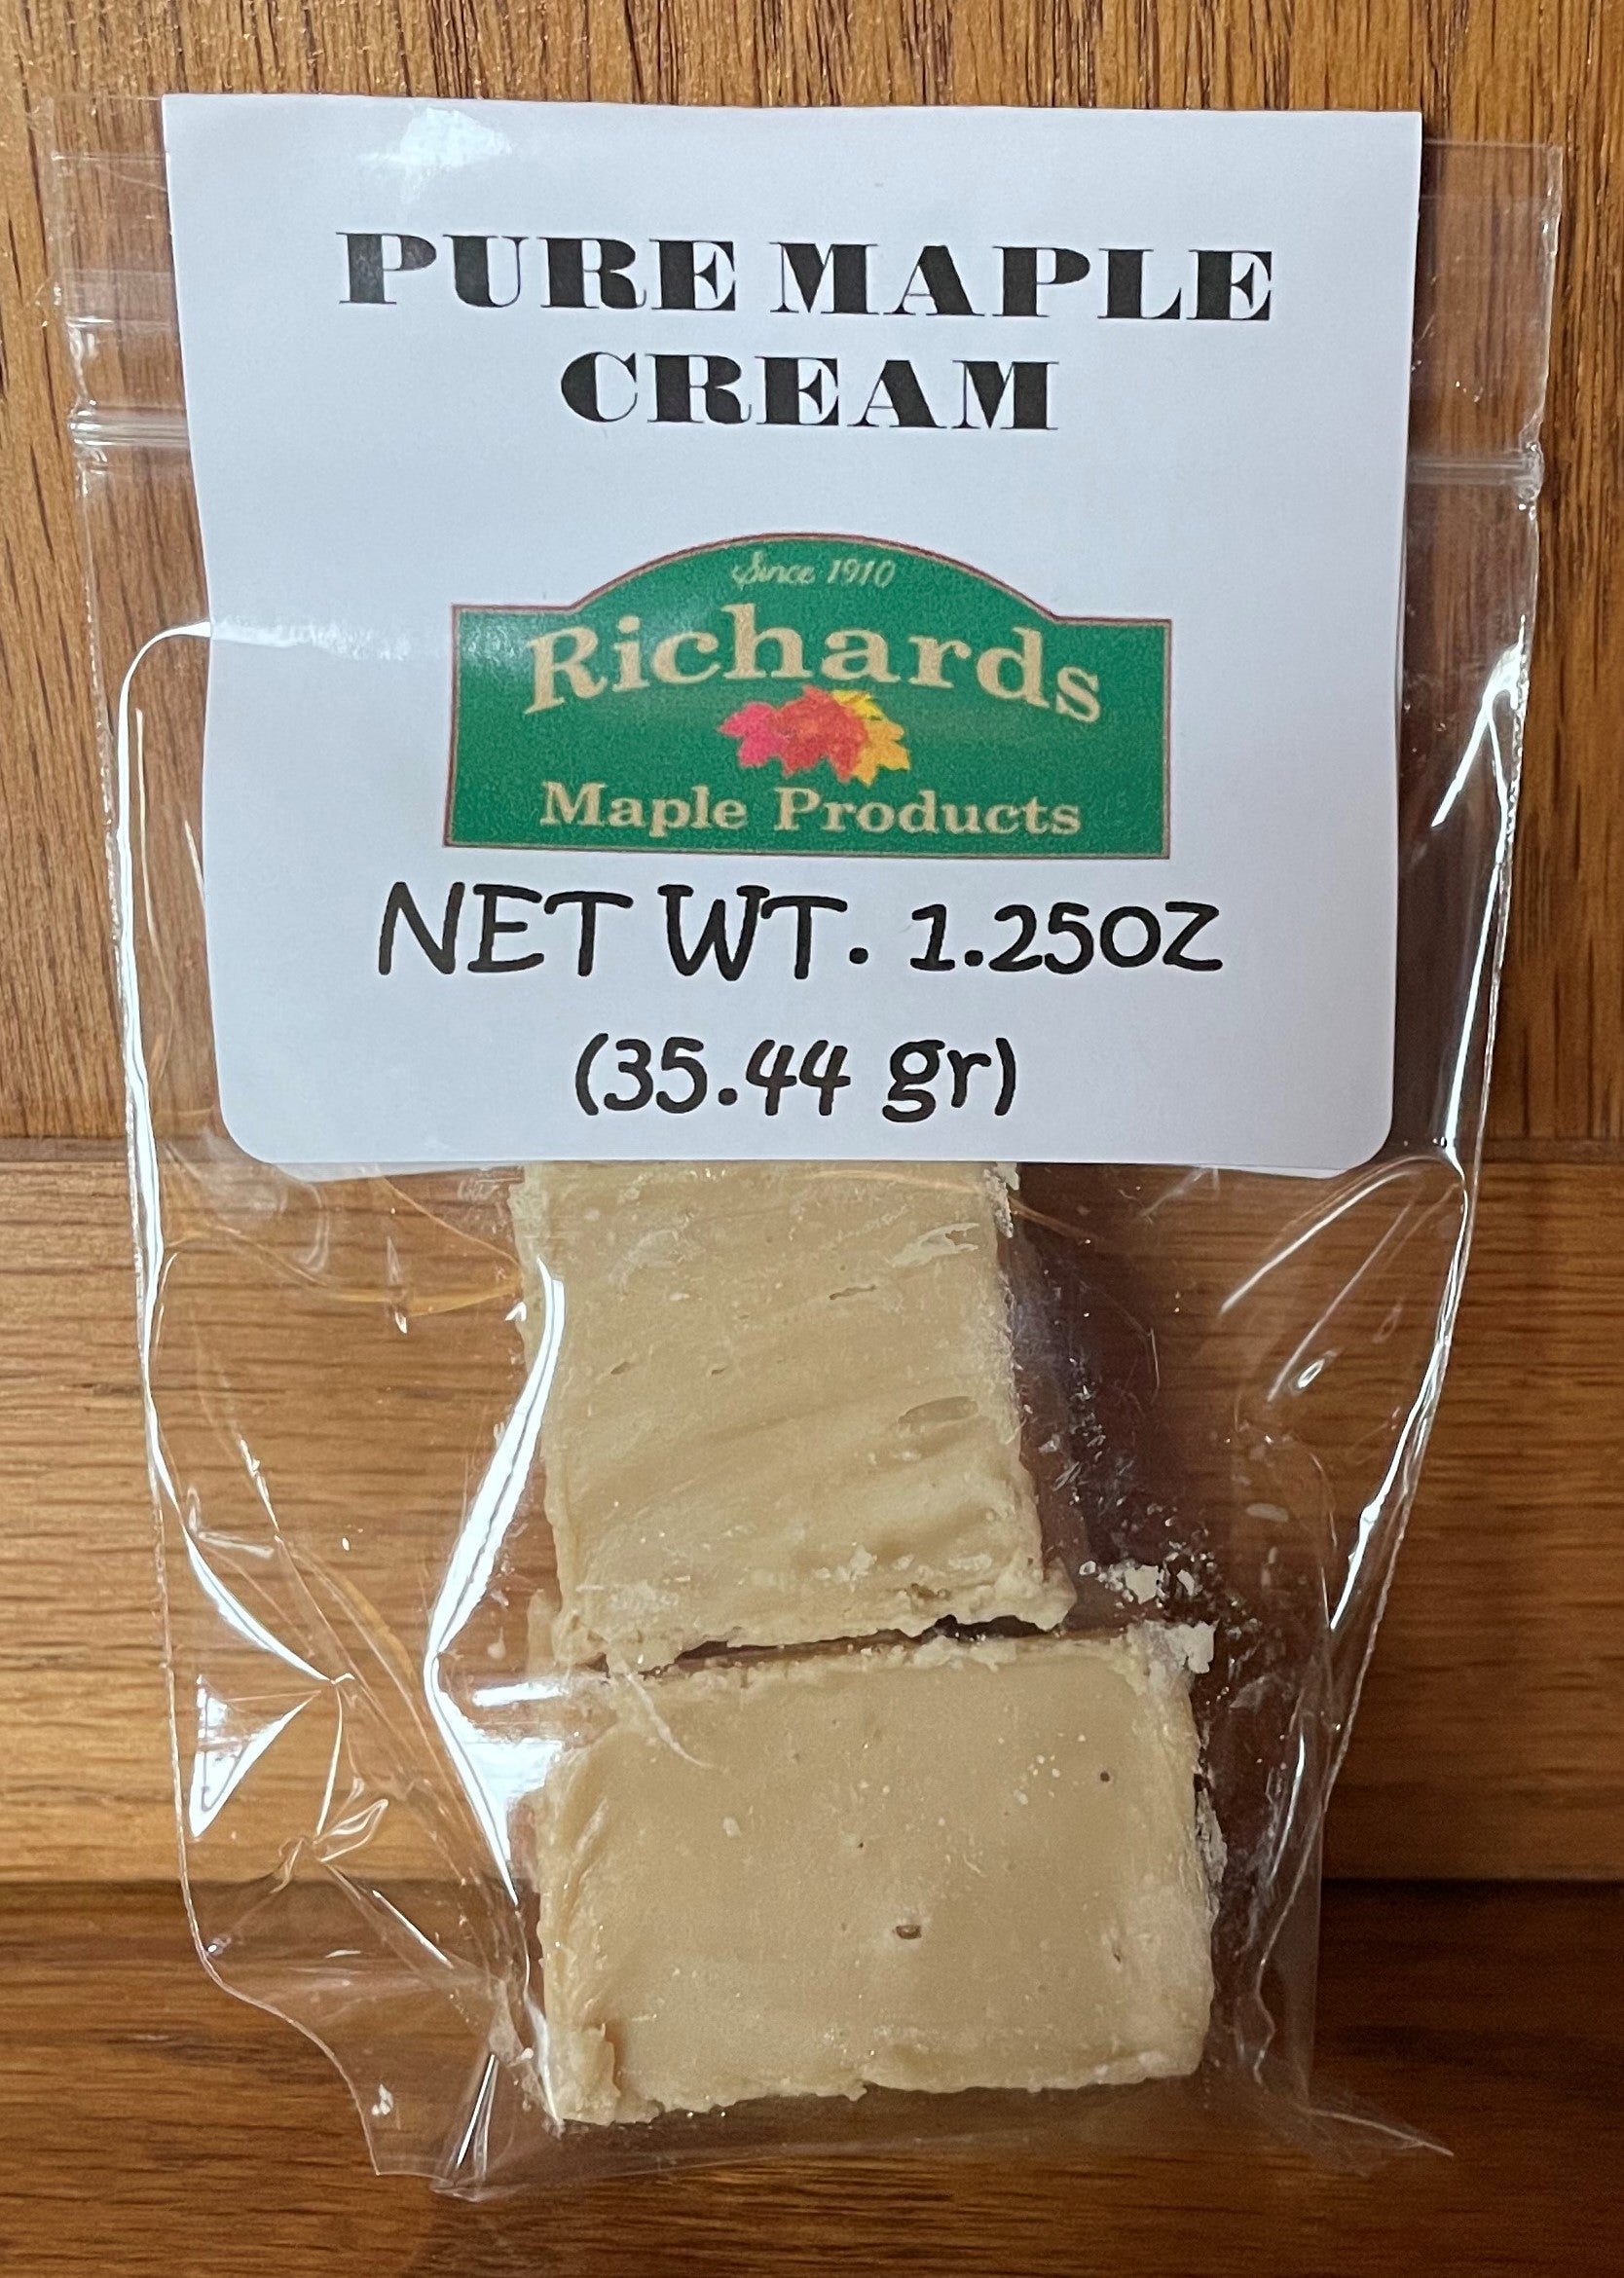 PURE MAPLE
CREAM
Since 1910
Richards
Maple Products
NET WT. 1.25OZ
(35.44 gr)